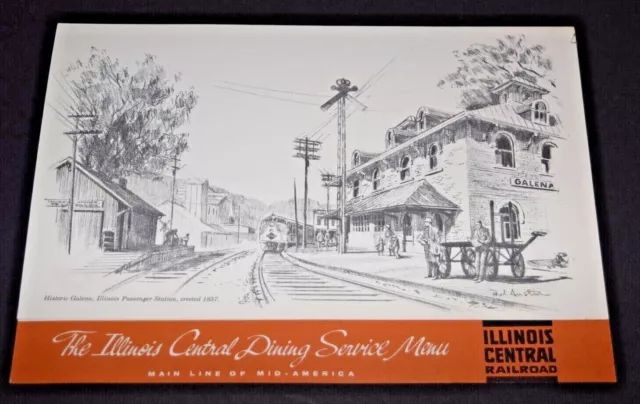 GALENA
Historic Galena, Illinois Passenger Station, erected 1857.
The Illinois Central Dining Service Menu
MAIN LINE OF MID-AMERICA
ILLINOIS
CENTRAL
RAILROAD